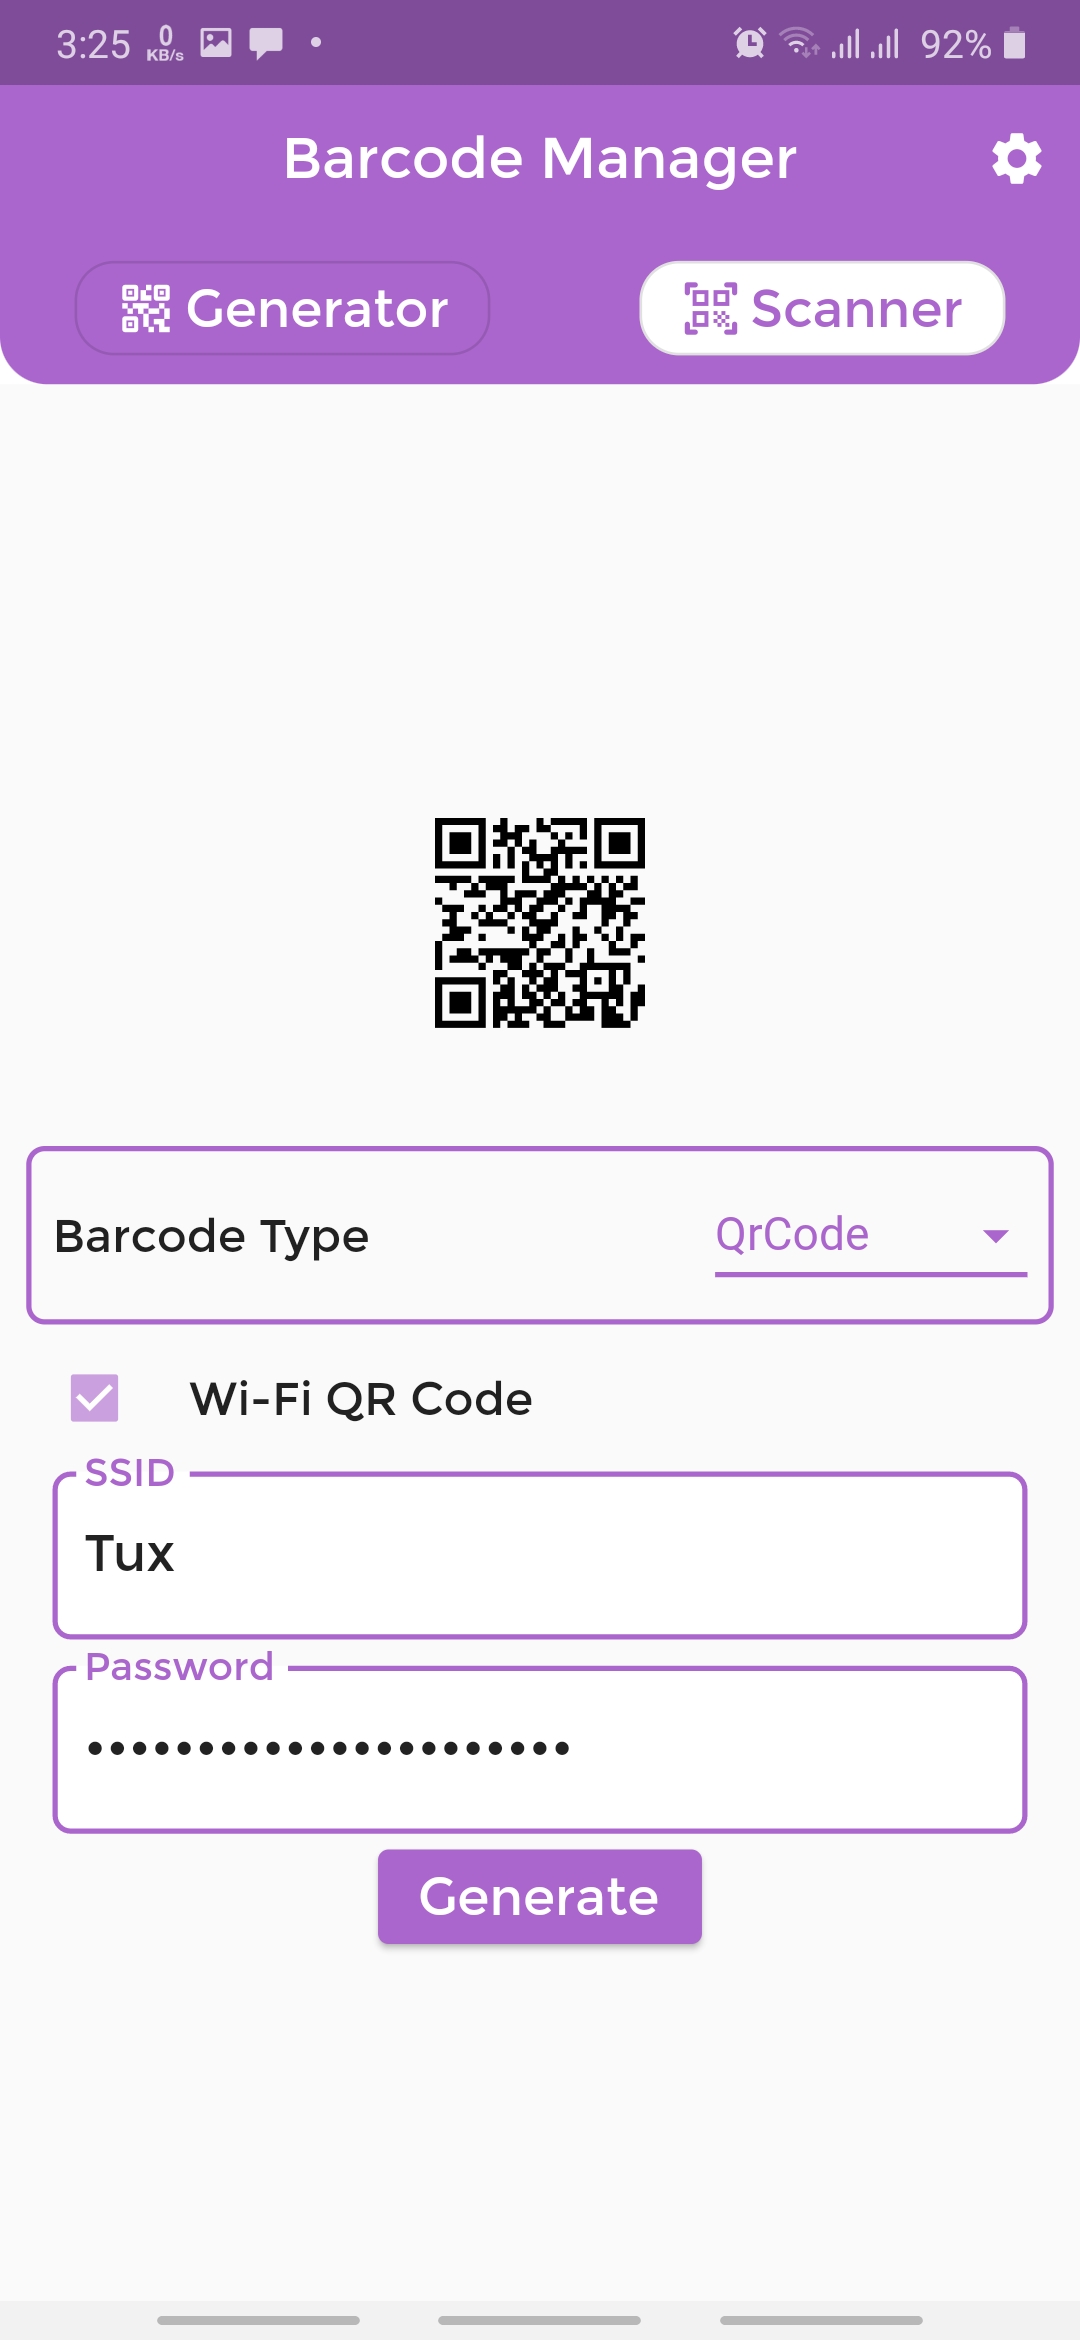 3:25 0 KB/s 92%
Barcode Manager
Generator Scanner
Barcode Type QrCode
Wi-Fi QR Code
SSID
Tux
Password
••••••••••••••••••••••
Generate